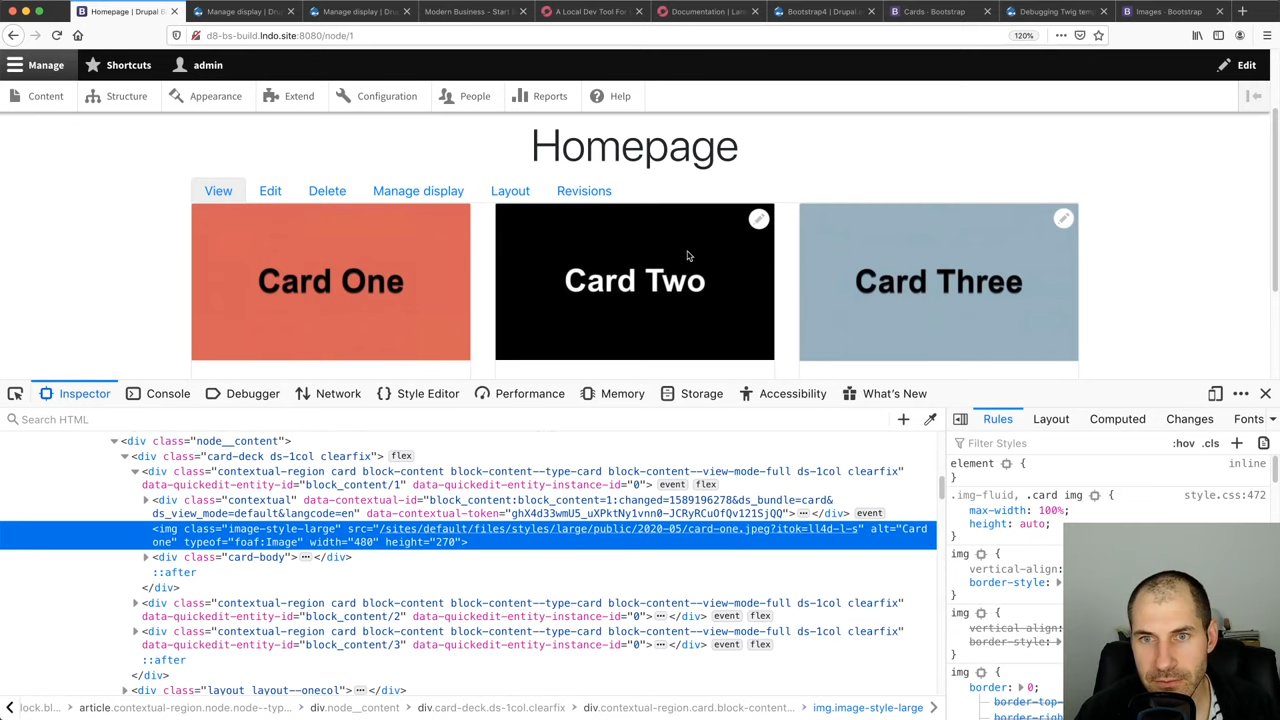 Homepage | Drupal B
Manage display | Dru
Manage display | Dru
Modern Business - Start
A Local Dev Tool For
Documentation | Lan
Bootstrap4 | Drupal.o
Cards · Bootstrap
Debugging Twig tem
Images · Bootstrap
d8-bs-build.lndo.site:8080/node/1
120%
Manage
Shortcuts
admin
Edit
Content
Structure
Appearance
Extend
Configuration
People
Reports
Help
Homepage
View
Edit
Delete
Manage display
Layout
Revisions
Card One
Card Two
Card Three
Inspector
Console
Debugger
Network
Style Editor
Performance
Memory
Storage
Accessibility
What's New
Search HTML
<div class="node__content">
<div class="card-deck ds-1col clearfix"> flex
<div class="contextual-region card block-content block-content--type-card block-content--view-mode-full ds-1col clearfix"
data-quickedit-entity-id="block_content/1" data-quickedit-entity-instance-id="0"> event flex
<div class="contextual" data-contextual-id="block_content:block_content=1:changed=1589196278&ds_bundle=card&
ds_view_mode=default&langcode=en" data-contextual-token="ghX4d33wmU5_uXPktNy1vnn0-JCRyRCuOfQv121SjQQ"> </div> event
<img class="image-style-large" src="/sites/default/files/styles/large/public/2020-05/card-one.jpeg?itok=ll4d-l-s" alt="Card
one" typeof="foaf:Image" width="480" height="270">
<div class="card-body"> </div>
::after
</div>
<div class="contextual-region card block-content block-content--type-card block-content--view-mode-full ds-1col clearfix"
data-quickedit-entity-id="block_content/2" data-quickedit-entity-instance-id="0"> </div> event flex
<div class="contextual-region card block-content block-content--type-card block-content--view-mode-full ds-1col clearfix"
data-quickedit-entity-id="block_content/3" data-quickedit-entity-instance-id="0"> </div> event flex
::after
</div>
<div class="layout layout--onecol"> </div>
lock.bl...
article.contextual-region.node.node--typ...
div.node__content
div.card-deck.ds-1col.clearfix
div.contextual-region.card.block-content...
img.image-style-large
Rules
Layout
Computed
Changes
Fonts
Filter Styles
:hov .cls
element {
inline
}
.img-fluid, .card img {
style.css:472
max-width: 100%;
height: auto;
}
img {
vertical-align:
border-style:
}
img {
vertical-align:
border-style:
}
img {
border: 0;
border-top-
border-righ